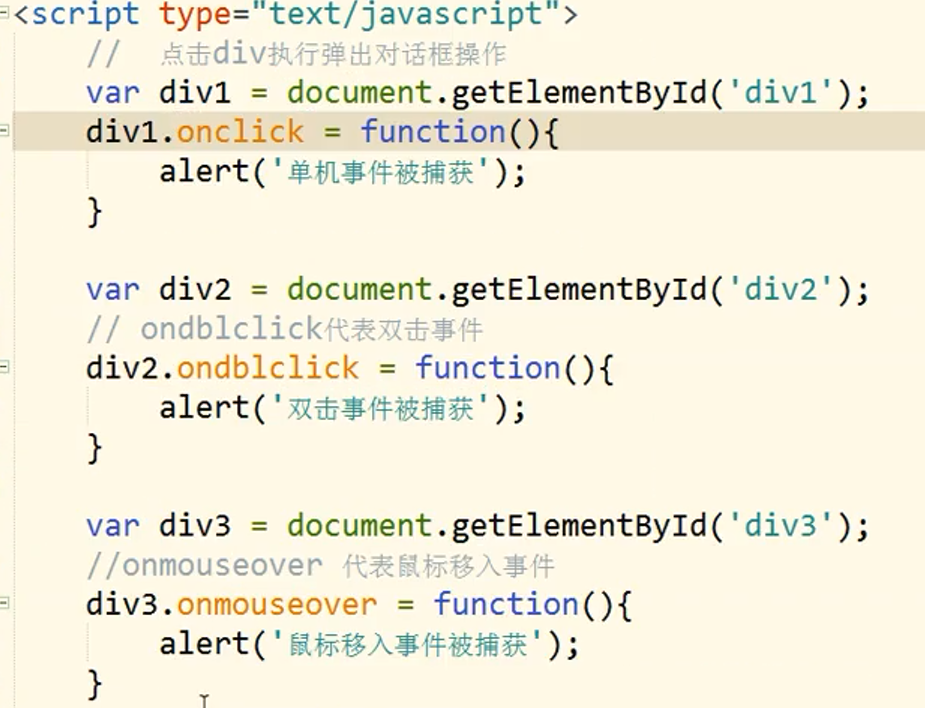 <script type="text/javascript">
// 点击div执行弹出对话框操作
var div1 = document.getElementById('div1');
div1.onclick = function(){
alert('单机事件被捕获');
}
var div2 = document.getElementById('div2');
// ondblclick代表双击事件
div2.ondblclick = function(){
alert('双击事件被捕获');
}
var div3 = document.getElementById('div3');
//onmouseover 代表鼠标移入事件
div3.onmouseover = function(){
alert('鼠标移入事件被捕获');
}